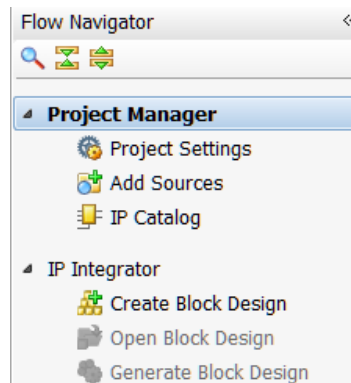 Flow Navigator
Project Manager
Project Settings
Add Sources
IP Catalog
IP Integrator
Create Block Design
Open Block Design
Generate Block Design